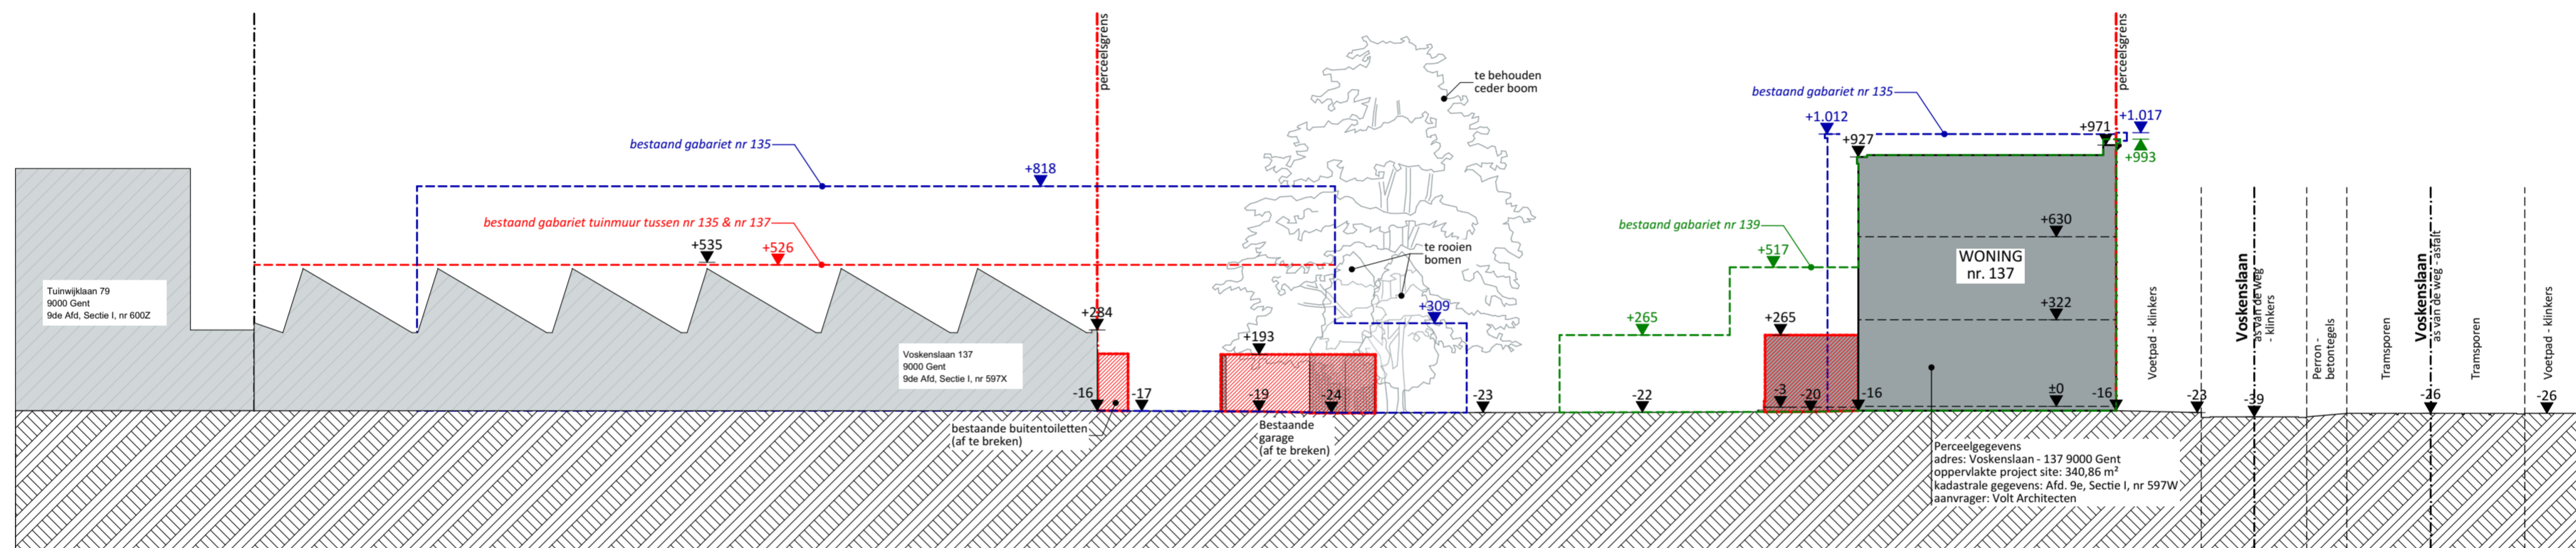 perceelsgrens
perceelsgrens
te behouden
ceder boom
bestaand gabariet nr 135
+1.012
+927
+971
+1.017
+993
bestaand gabariet nr 135
+818
bestaand gabariet tuinmuur tussen nr 135 & nr 137
+535
+526
te rooien
bomen
+309
bestaand gabariet nr 139
+517
+265
+265
+630
WONING
nr. 137
+322
Tuinwijklaan 79
9000 Gent
9de Afd, Sectie I, nr 600Z
+284
Voskenslaan 137
9000 Gent
9de Afd, Sectie I, nr 597X
+193
-16
-17
-19
-24
-23
-22
-3
-20
-16
±0
-16
-23
-39
-26
-26
Voetpad - klinkers
Voskenslaan
as van de weg
- klinkers
Perron -
betontegels
Tramsporen
Voskenslaan
as van de weg - asfalt
Tramsporen
Voetpad - klinkers
bestaande buitentoiletten
(af te breken)
Bestaande
garage
(af te breken)
Perceelgegevens
adres: Voskenslaan - 137 9000 Gent
oppervlakte project site: 340,86 m²
kadastrale gegevens: Afd. 9e, Sectie I, nr 597W
aanvrager: Volt Architecten